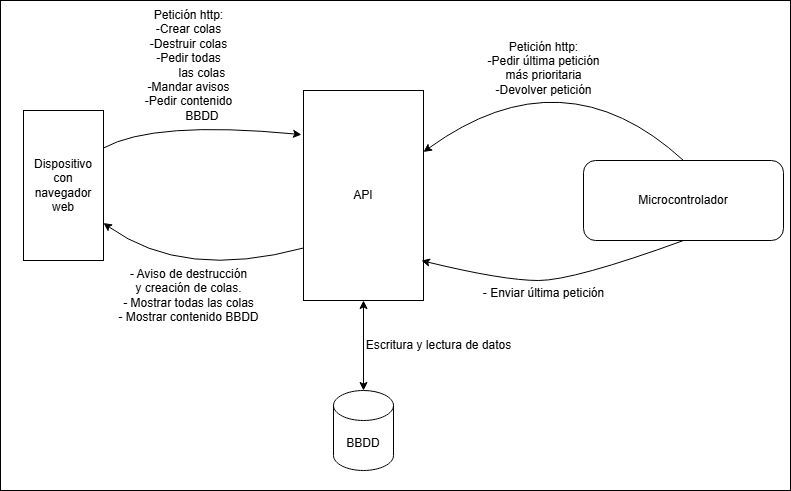 Petición http:
-Crear colas
-Destruir colas
-Pedir todas
las colas
-Mandar avisos
-Pedir contenido
BBDD
Petición http:
-Pedir última petición
más prioritaria
-Devolver petición
Dispositivo
con
navegador
web
API
Microcontrolador
- Aviso de destrucción
y creación de colas.
- Mostrar todas las colas
- Mostrar contenido BBDD
- Enviar última petición
Escritura y lectura de datos
BBDD